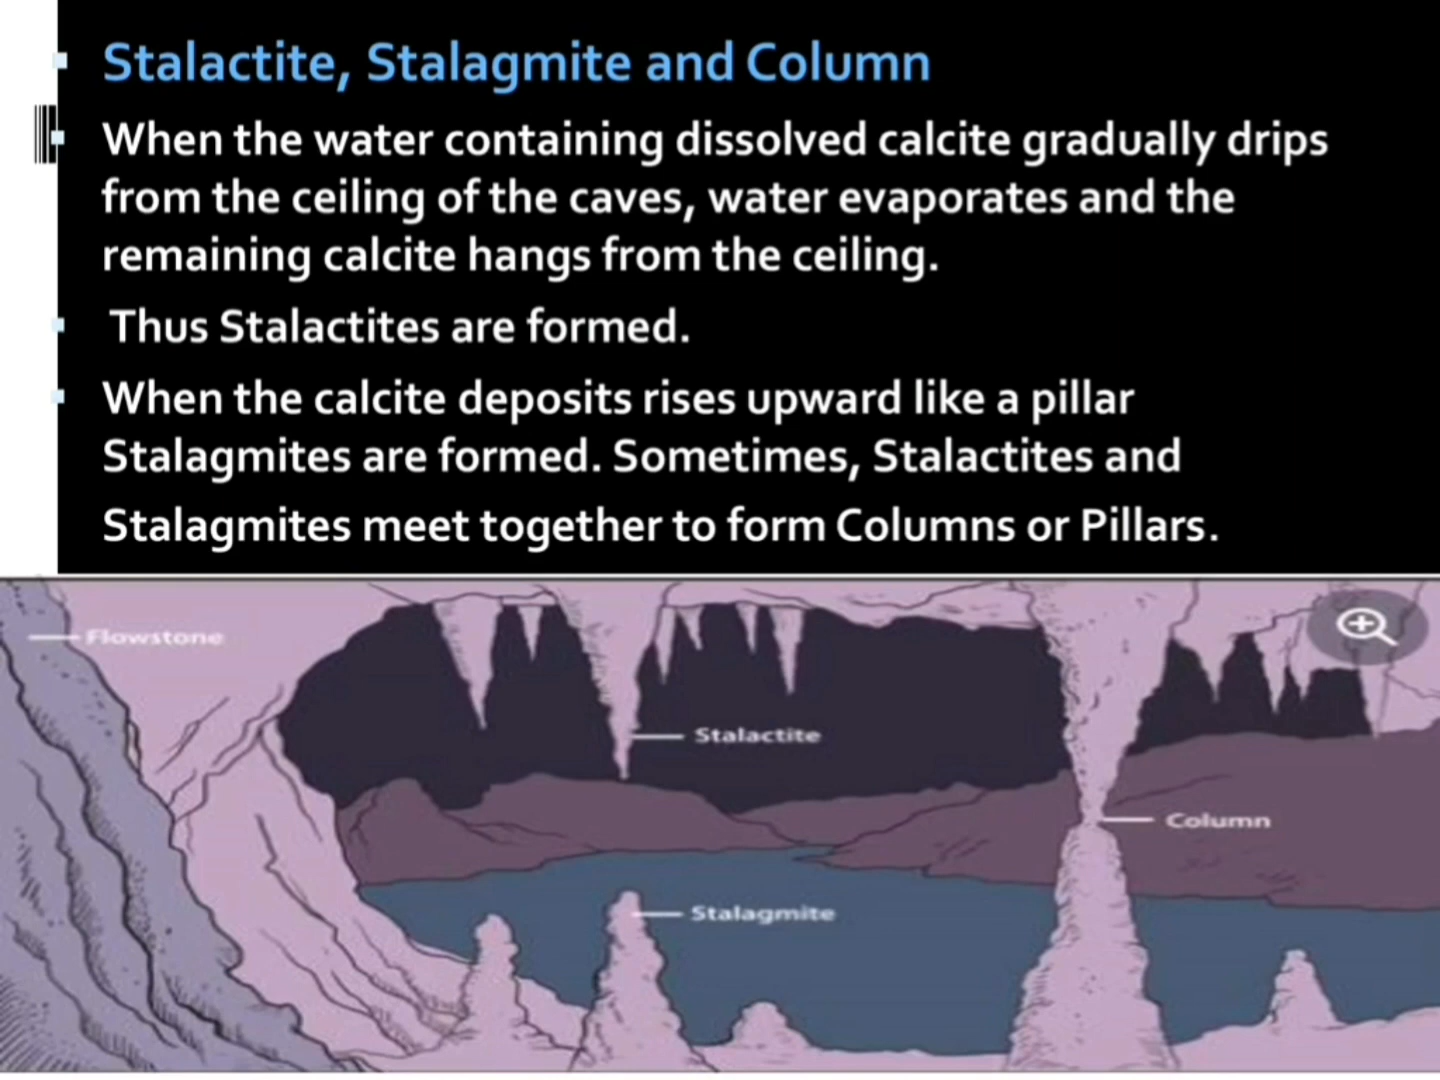 Stalactite, Stalagmite and Column
When the water containing dissolved calcite gradually drips
from the ceiling of the caves, water evaporates and the
remaining calcite hangs from the ceiling.
Thus Stalactites are formed.
When the calcite deposits rises upward like a pillar
Stalagmites are formed. Sometimes, Stalactites and
Stalagmites meet together to form Columns or Pillars.
Flowstone
Stalactite
Column
Stalagmite